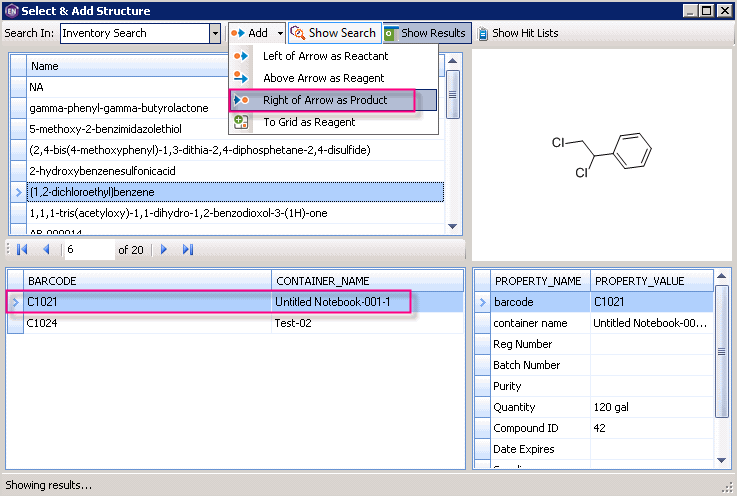 EN Select & Add Structure
Search In: Inventory Search Add Show Search Show Results Show Hit Lists
Left of Arrow as Reactant
Above Arrow as Reagent
Right of Arrow as Product
To Grid as Reagent
Name
NA
gamma-phenyl-gamma-butyrolactone
5-methoxy-2-benzimidazolethiol
(2,4-bis(4-methoxyphenyl)-1,3-dithia-2,4-diphosphetane-2,4-disulfide)
2-hydroxybenzenesulfonicacid
(1,2-dichloroethyl)benzene
1,1,1-tris(acetyloxy)-1,1-dihydro-1,2-benzodioxol-3-(1H)-one
AB-000014
Cl
Cl
6 of 20
BARCODE CONTAINER_NAME
C1021 Untitled Notebook-001-1
C1024 Test-02
PROPERTY_NAME PROPERTY_VALUE
barcode C1021
container name Untitled Notebook-00...
Reg Number
Batch Number
Purity
Quantity 120 gal
Compound ID 42
Date Expires
Showing results...